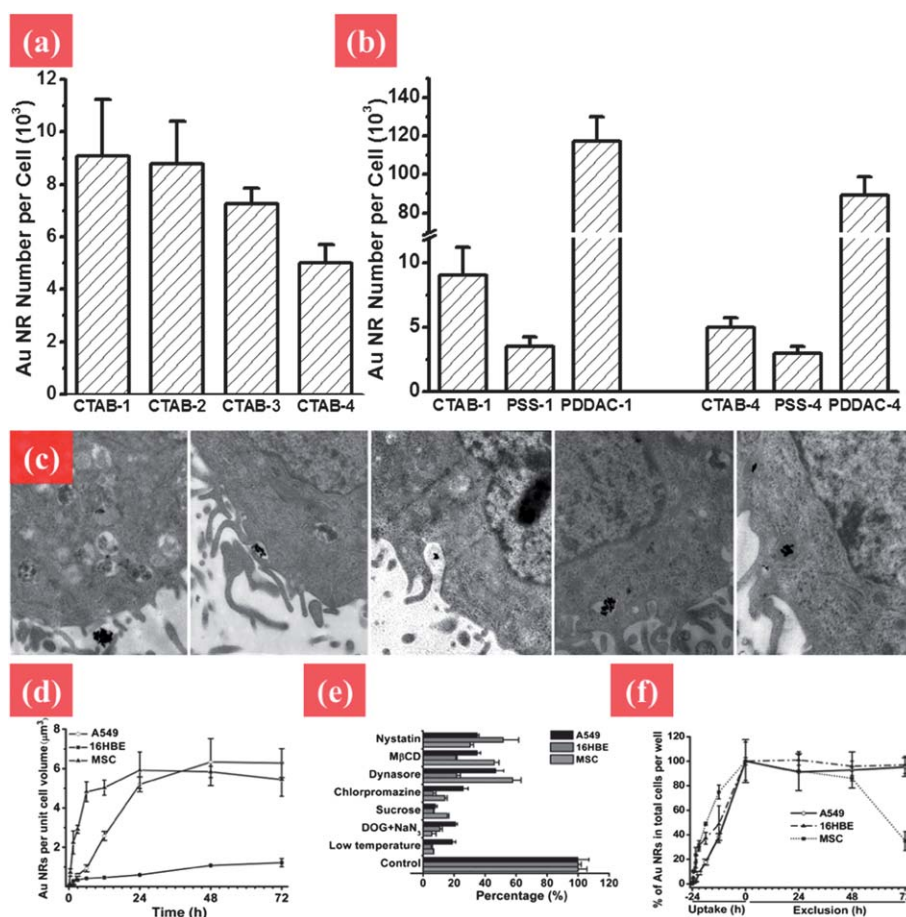 (a)
(b)
Au NR Number per Cell (10³)
12
10
8
6
4
2
0
CTAB-1 CTAB-2 CTAB-3 CTAB-4
Au NR Number per Cell (10³)
140
120
100
80
10
5
0
CTAB-1 PSS-1 PDDAC-1 CTAB-4 PSS-4 PDDAC-4
(c)
(d)
Au NRs per unit cell volume(μm³)
8
6
4
2
A549
16HBE
MSC
0 24 48 72
Time (h)
(e)
Nystatin
MβCD
Dynasore
Chlorpromazine
Sucrose
DOG+NaN₃
Low temperature
Control
A549
16HBE
MSC
0 20 40 60 80 100
Percentage (%)
(f)
% of Au NRs in total cells per well
120
100
80
60
40
20
0
A549
16HBE
MSC
-24 0 24 48 72
Uptake (h) Exclusion (h)